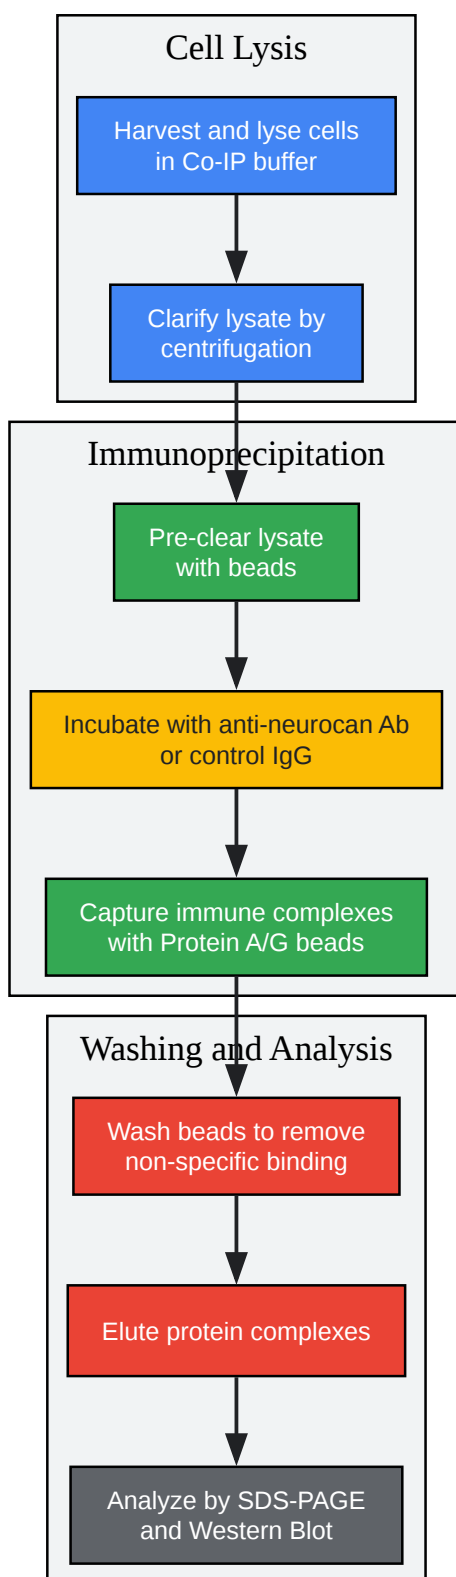 Cell Lysis
Harvest and lyse cells
in Co-IP buffer
Clarify lysate by
centrifugation
Immunoprecipitation
Pre-clear lysate
with beads
Incubate with anti-neurocan Ab
or control IgG
Capture immune complexes
with Protein A/G beads
Washing and Analysis
Wash beads to remove
non-specific binding
Elute protein complexes
Analyze by SDS-PAGE
and Western Blot